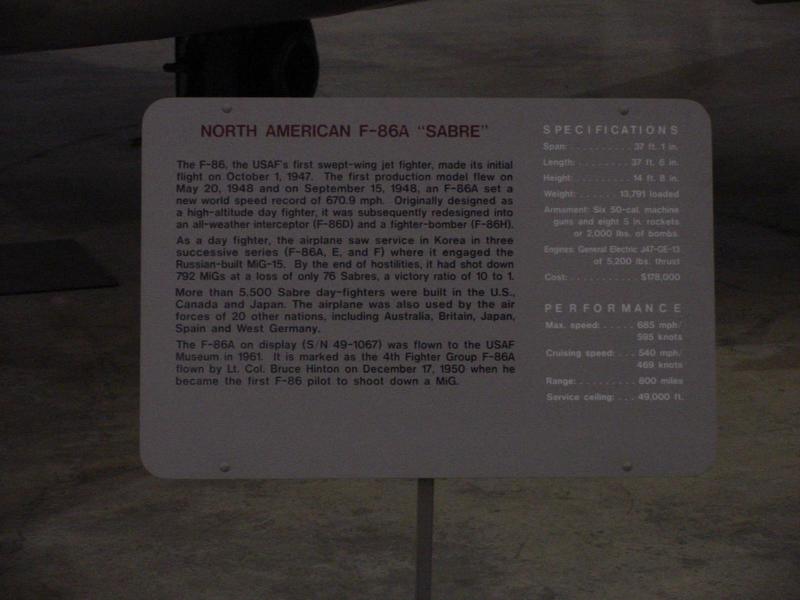 NORTH AMERICAN F-86A "SABRE"
The F-86, the USAF's first swept-wing jet fighter, made its initial
flight on October 1, 1947. The first production model flew on
May 20, 1948 and on September 15, 1948, an F-86A set a
new world speed record of 670.9 mph. Originally designed as
a high-altitude day fighter, it was subsequently redesigned into
an all-weather interceptor (F-86D) and a fighter-bomber (F-86H).
As a day fighter, the airplane saw service in Korea in three
successive series (F-86A, E, and F) where it engaged the
Russian-built MiG-15. By the end of hostilities, it had shot down
792 MiGs at a loss of only 76 Sabres, a victory ratio of 10 to 1.
More than 5,500 Sabre day-fighters were built in the U.S.,
Canada and Japan. The airplane was also used by the air
forces of 20 other nations, including Australia, Britain, Japan,
Spain and West Germany.
The F-86A on display (S/N 49-1067) was flown to the USAF
Museum in 1961. It is marked as the 4th Fighter Group F-86A
flown by Lt. Col. Bruce Hinton on December 17, 1950 when he
became the first F-86 pilot to shoot down a MiG.
SPECIFICATIONS
Span: . . . . . . . . . . 37 ft. 1 in.
Length: . . . . . . . . . 37 ft. 6 in.
Height: . . . . . . . . . 14 ft. 8 in.
Weight: . . . . . . . 13,791 loaded
Armament: Six 50-cal. machine
guns and eight 5 in. rockets
or 2,000 lbs. of bombs.
Engines: General Electric J47-GE-13
of 5,200 lbs. thrust
Cost: . . . . . . . . . . . $178,000
PERFORMANCE
Max. speed: . . . . . 685 mph/
595 knots
Cruising speed: . . . 540 mph/
469 knots
Range: . . . . . . . . . 800 miles
Service ceiling: . . . 49,000 ft.